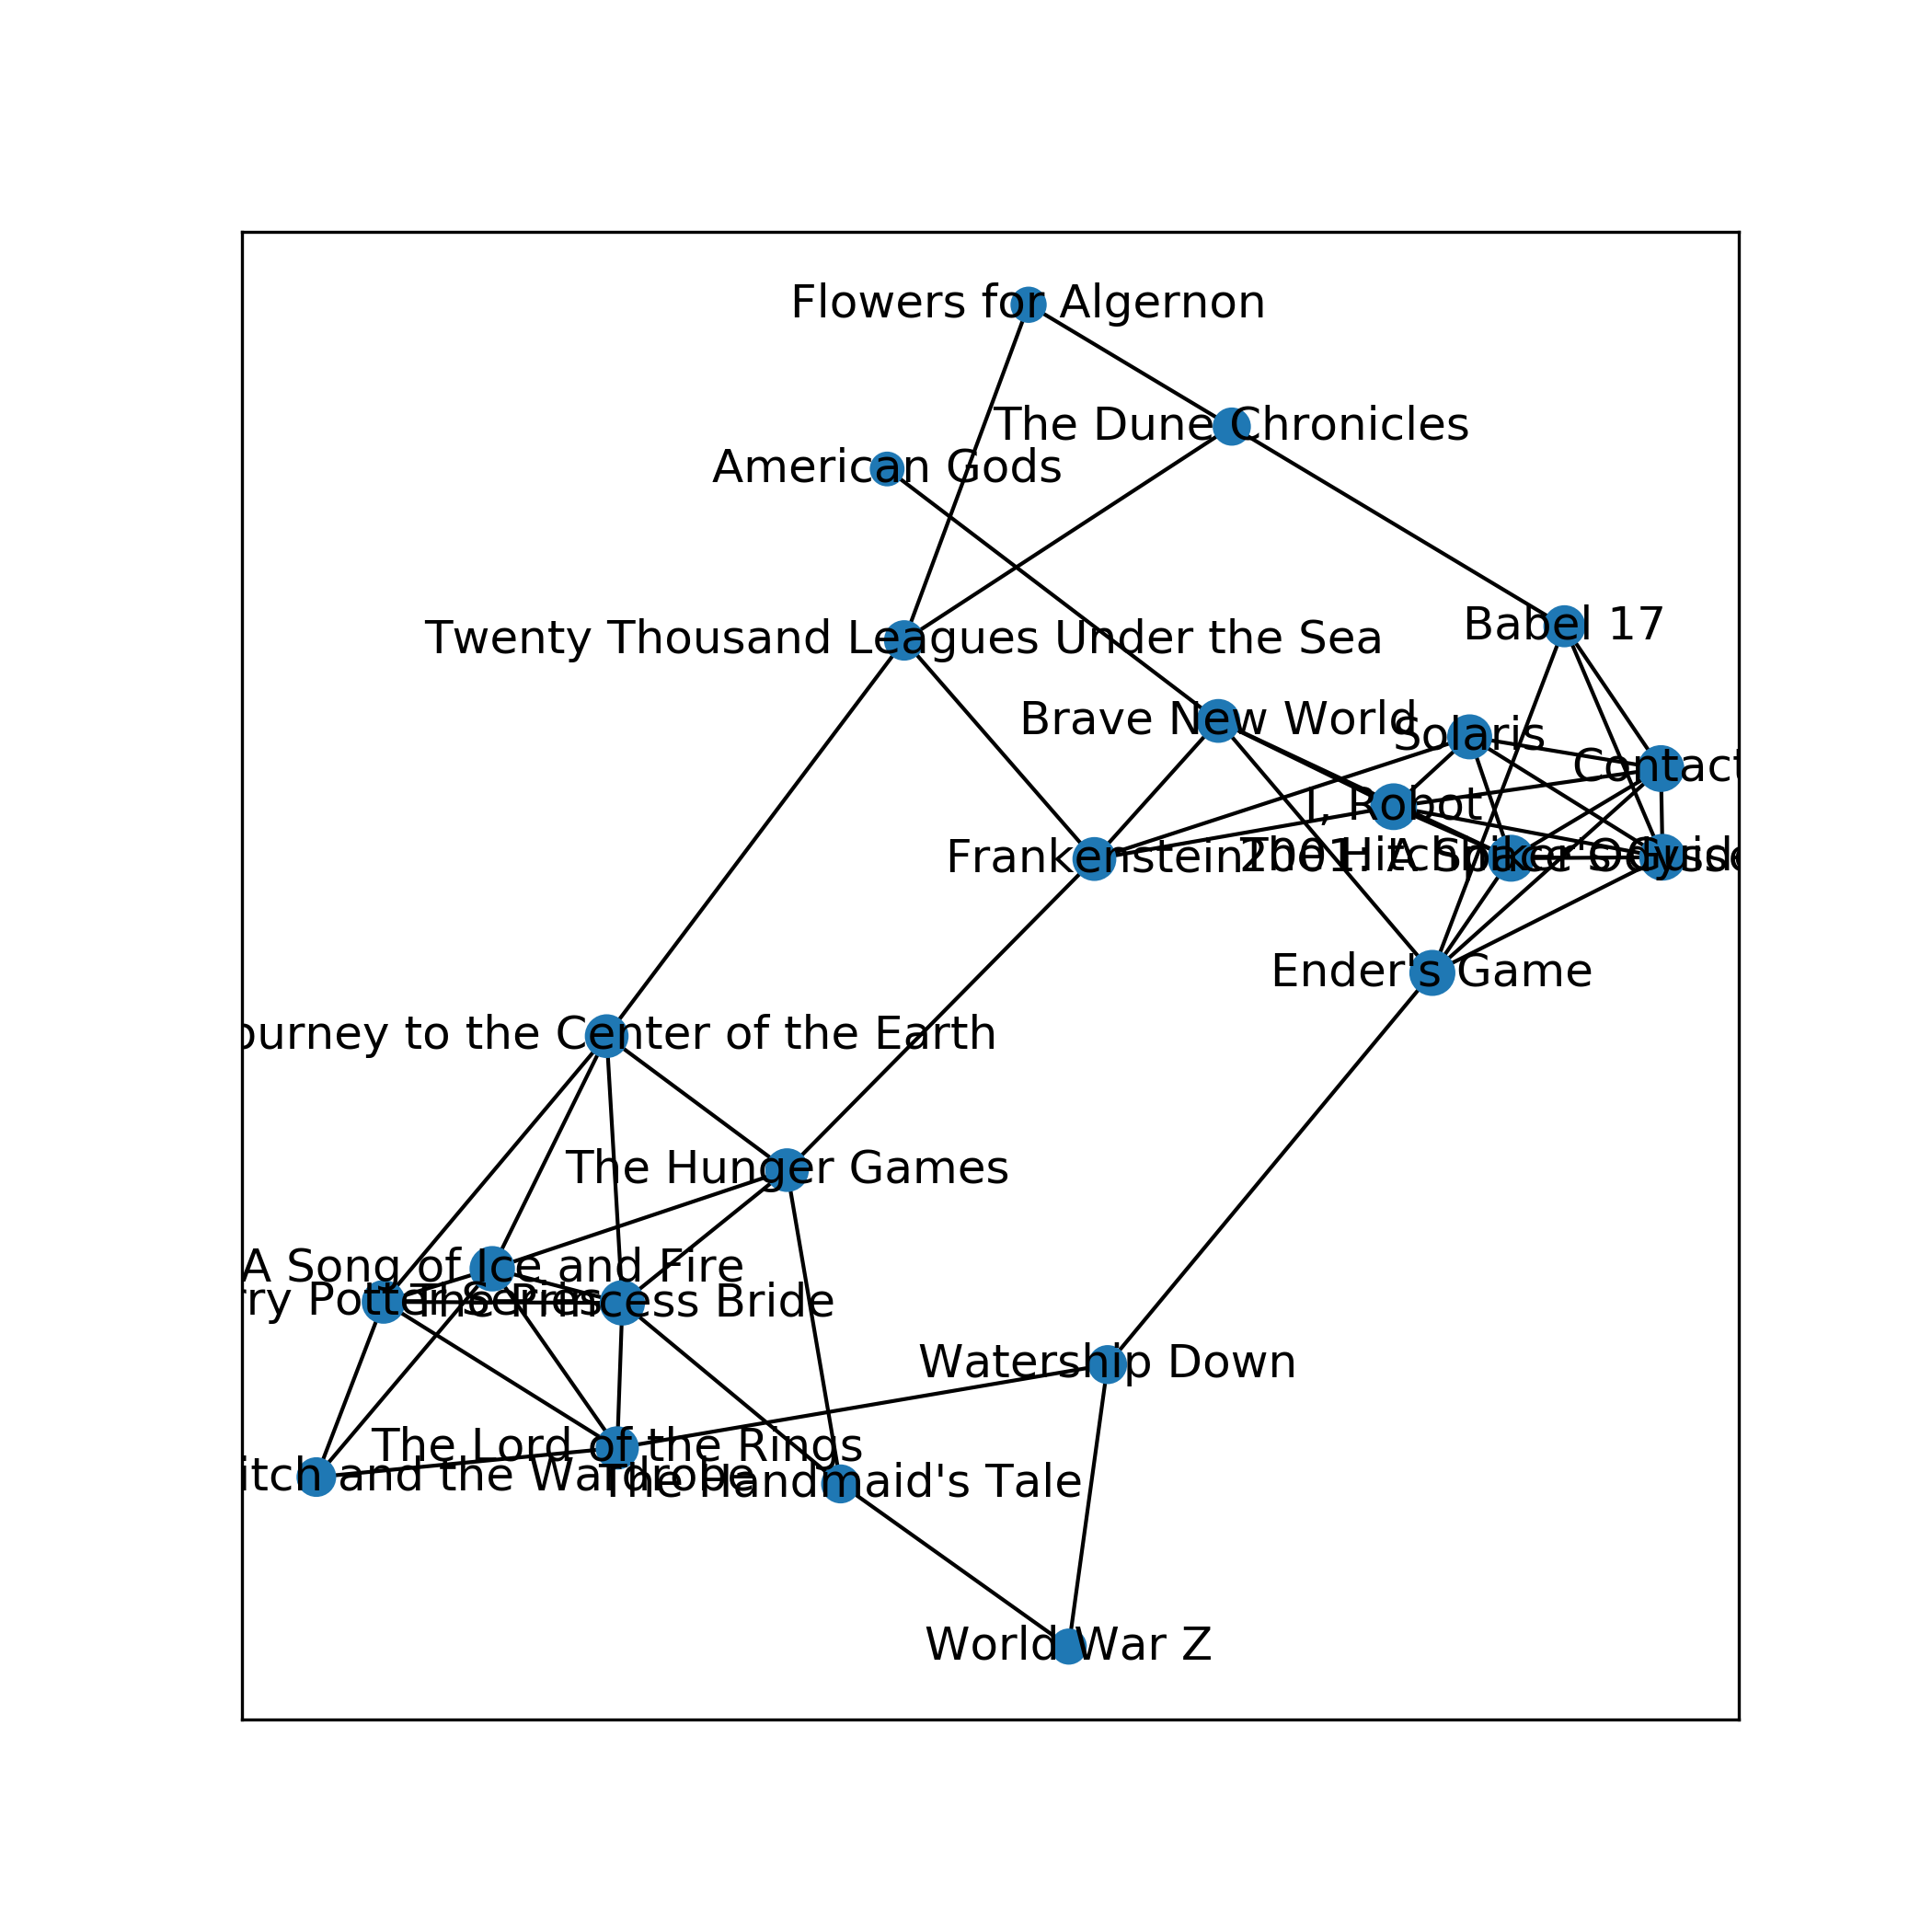 Flowers for Algernon
The Dune Chronicles
American Gods
Babel 17
Twenty Thousand Leagues Under the Sea
Brave New World
Solaris
Contact
I, Robot
Frankenstein
2001: A Space Odysse
The Hitchhiker's Guide
Ender's Game
ourney to the Center of the Earth
The Hunger Games
A Song of Ice and Fire
rry Potter Series
The Princess Bride
Watership Down
The Lord of the Rings
itch and the Wardrobe
The Handmaid's Tale
World War Z